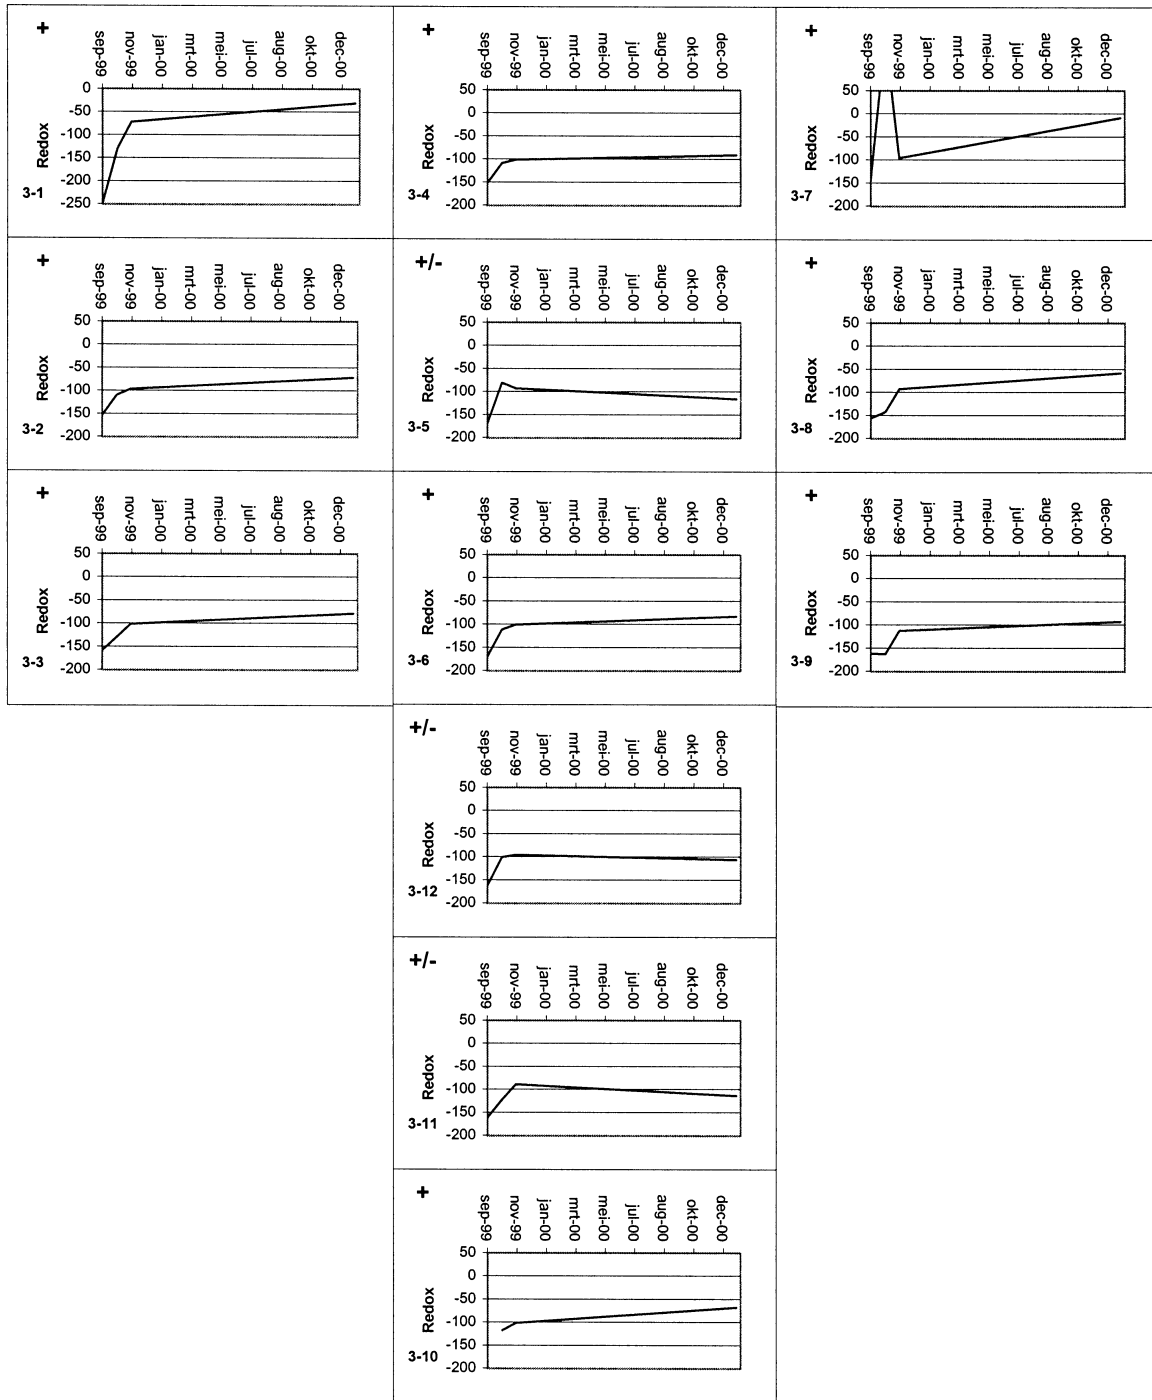 +
sep-99
nov-99
jan-00
mrt-00
mei-00
jul-00
aug-00
okt-00
dec-00
0
-50
-100
-150
-200
-250
Redox
3-1
+
sep-99
nov-99
jan-00
mrt-00
mei-00
jul-00
aug-00
okt-00
dec-00
50
0
-50
-100
-150
-200
Redox
3-4
+
sep-99
nov-99
jan-00
mrt-00
mei-00
jul-00
aug-00
okt-00
dec-00
50
0
-50
-100
-150
-200
Redox
3-7
+
sep-99
nov-99
jan-00
mrt-00
mei-00
jul-00
aug-00
okt-00
dec-00
50
0
-50
-100
-150
-200
Redox
3-2
+/-
sep-99
nov-99
jan-00
mrt-00
mei-00
jul-00
aug-00
okt-00
dec-00
50
0
-50
-100
-150
-200
Redox
3-5
+
sep-99
nov-99
jan-00
mrt-00
mei-00
jul-00
aug-00
okt-00
dec-00
50
0
-50
-100
-150
-200
Redox
3-8
+
sep-99
nov-99
jan-00
mrt-00
mei-00
jul-00
aug-00
okt-00
dec-00
50
0
-50
-100
-150
-200
Redox
3-3
+
sep-99
nov-99
jan-00
mrt-00
mei-00
jul-00
aug-00
okt-00
dec-00
50
0
-50
-100
-150
-200
Redox
3-6
+
sep-99
nov-99
jan-00
mrt-00
mei-00
jul-00
aug-00
okt-00
dec-00
50
0
-50
-100
-150
-200
Redox
3-9
+/-
sep-99
nov-99
jan-00
mrt-00
mei-00
jul-00
aug-00
okt-00
dec-00
50
0
-50
-100
-150
-200
Redox
3-12
+/-
sep-99
nov-99
jan-00
mrt-00
mei-00
jul-00
aug-00
okt-00
dec-00
50
0
-50
-100
-150
-200
Redox
3-11
+
sep-99
nov-99
jan-00
mrt-00
mei-00
jul-00
aug-00
okt-00
dec-00
50
0
-50
-100
-150
-200
Redox
3-10